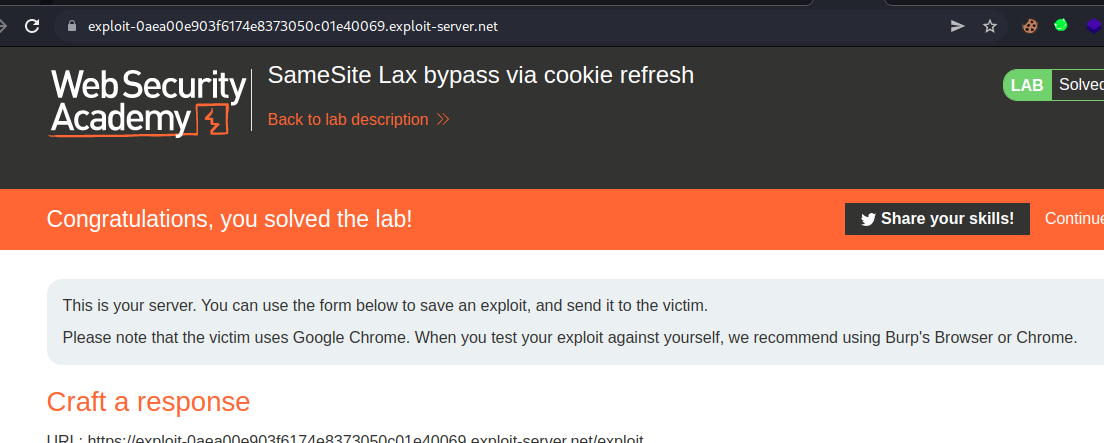 exploit-0aea00e903f6174e8373050c01e40069.exploit-server.net
WebSecurity
Academy
SameSite Lax bypass via cookie refresh
Back to lab description
LAB Solved
Congratulations, you solved the lab!
Share your skills! Continue
This is your server. You can use the form below to save an exploit, and send it to the victim.
Please note that the victim uses Google Chrome. When you test your exploit against yourself, we recommend using Burp's Browser or Chrome.
Craft a response
URL: https://exploit-0aea00e903f6174e8373050c01e40069.exploit-server.net/exploit